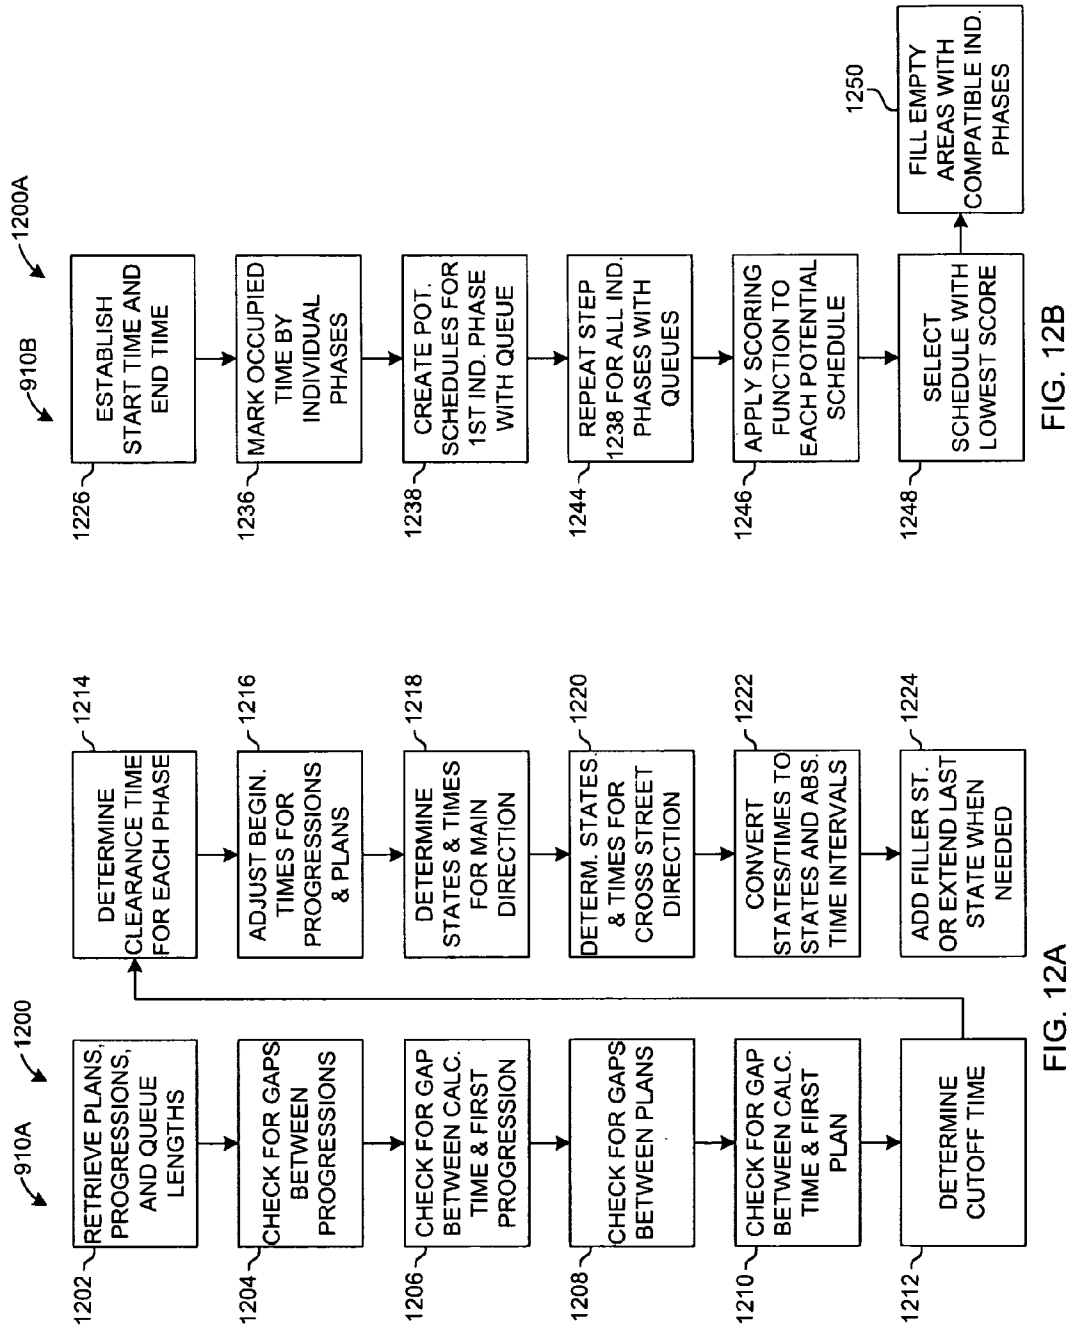 910A
1200
1202
RETRIEVE PLANS,
PROGRESSIONS,
AND QUEUE
LENGTHS
1204
CHECK FOR GAPS
BETWEEN
PROGRESSIONS
1206
CHECK FOR GAP
BETWEEN CALC.
TIME & FIRST
PROGRESSION
1208
CHECK FOR GAPS
BETWEEN PLANS
1210
CHECK FOR GAP
BETWEEN CALC.
TIME & FIRST
PLAN
1212
DETERMINE
CUTOFF TIME
1214
DETERMINE
CLEARANCE TIME
FOR EACH PHASE
1216
ADJUST BEGIN.
TIMES FOR
PROGRESSIONS
& PLANS
1218
DETERMINE
STATES & TIMES
FOR MAIN
DIRECTION
1220
DETERM. STATES
& TIMES FOR
CROSS STREET
DIRECTION
1222
CONVERT
STATES/TIMES TO
STATES AND ABS.
TIME INTERVALS
1224
ADD FILLER ST.
OR EXTEND LAST
STATE WHEN
NEEDED
FIG. 12A
910B
1200A
1226
ESTABLISH
START TIME AND
END TIME
1236
MARK OCCUPIED
TIME BY
INDIVIDUAL
PHASES
1238
CREATE POT.
SCHEDULES FOR
1ST IND. PHASE
WITH QUEUE
1244
REPEAT STEP
1238 FOR ALL IND.
PHASES WITH
QUEUES
1246
APPLY SCORING
FUNCTION TO
EACH POTENTIAL
SCHEDULE
1248
SELECT
SCHEDULE WITH
LOWEST SCORE
1250
FILL EMPTY
AREAS WITH
COMPATIBLE IND.
PHASES
FIG. 12B